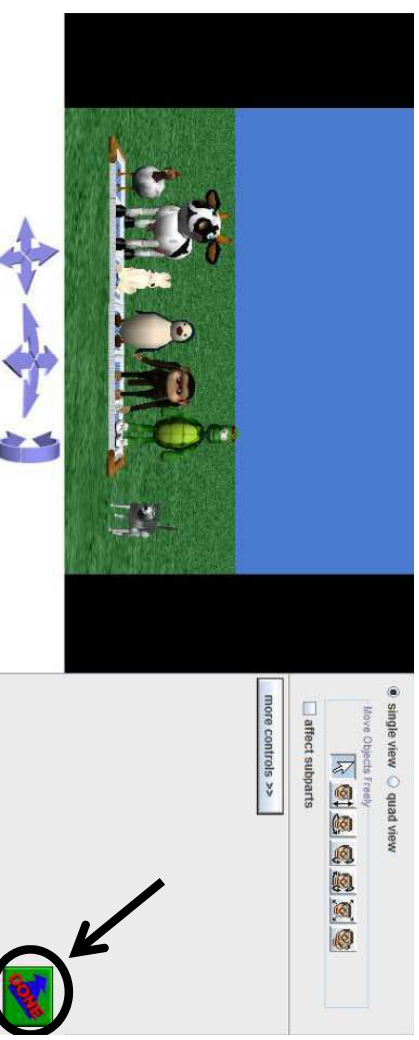 single view quad view
Move Objects Freely
affect subparts
more controls >>
DONE